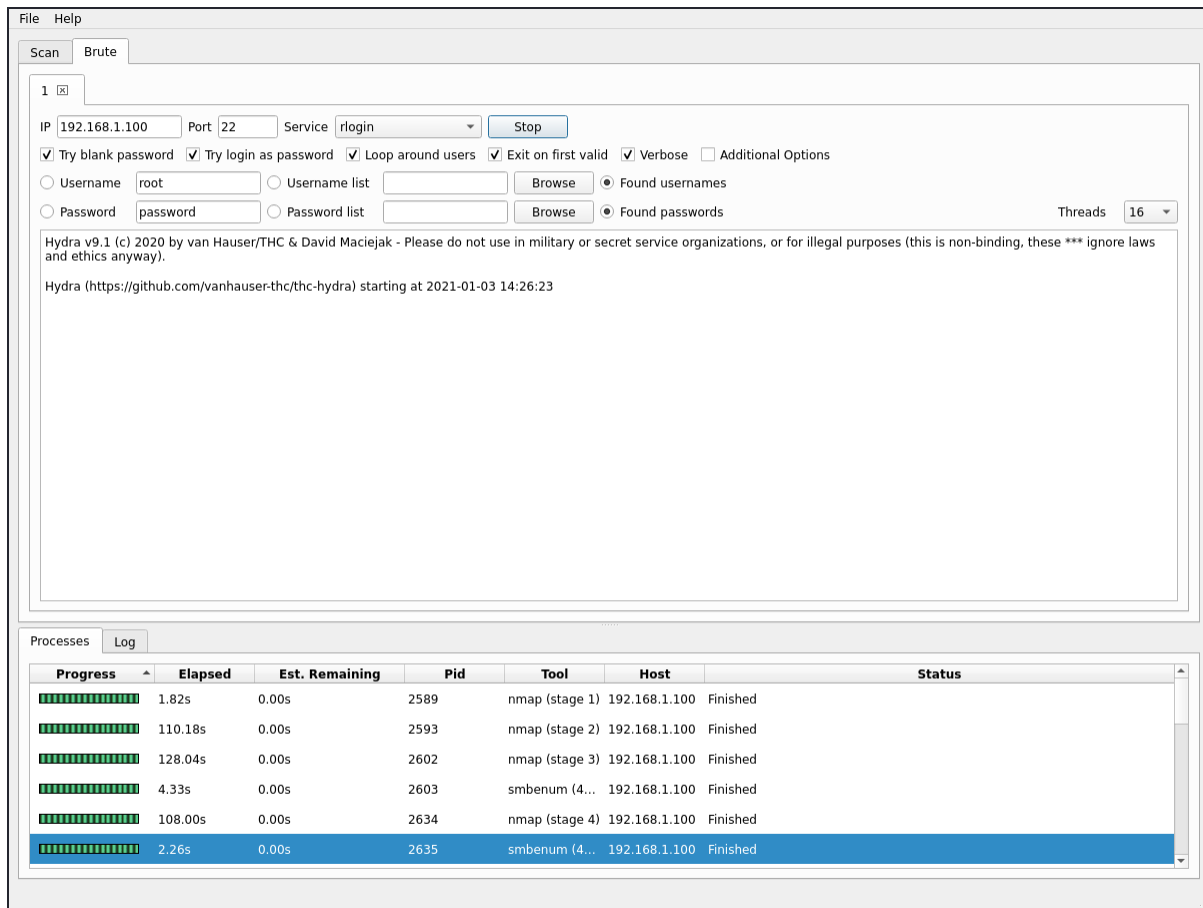 File Help
Scan Brute
1
IP 192.168.1.100 Port 22 Service rlogin Stop
Try blank password Try login as password Loop around users Exit on first valid Verbose Additional Options
Username root Username list Browse Found usernames
Password password Password list Browse Found passwords Threads 16
Hydra v9.1 (c) 2020 by van Hauser/THC & David Maciejak - Please do not use in military or secret service organizations, or for illegal purposes (this is non-binding, these *** ignore laws
and ethics anyway).
Hydra (https://github.com/vanhauser-thc/thc-hydra) starting at 2021-01-03 14:26:23
Processes Log
Progress Elapsed Est. Remaining Pid Tool Host Status
1.82s 0.00s 2589 nmap (stage 1) 192.168.1.100 Finished
110.18s 0.00s 2593 nmap (stage 2) 192.168.1.100 Finished
128.04s 0.00s 2602 nmap (stage 3) 192.168.1.100 Finished
4.33s 0.00s 2603 smbenum (4... 192.168.1.100 Finished
108.00s 0.00s 2634 nmap (stage 4) 192.168.1.100 Finished
2.26s 0.00s 2635 smbenum (4... 192.168.1.100 Finished